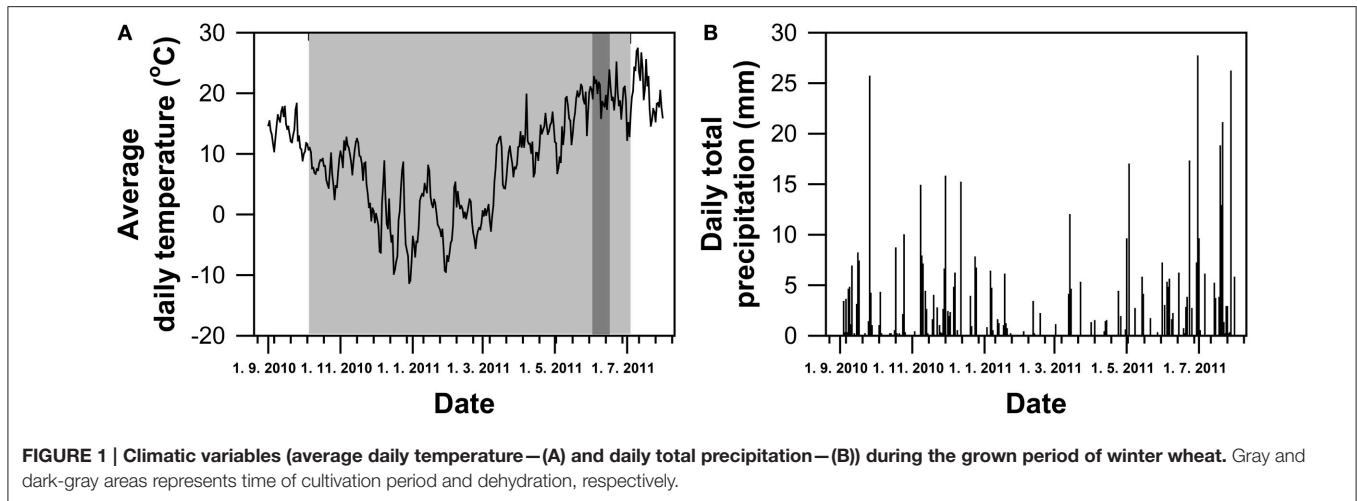 A
B
Average
daily temperature (°C)
30
20
10
0
-10
-20
1. 9. 2010 1. 11. 2010 1. 1. 2011 1. 3. 2011 1. 5. 2011 1. 7. 2011
Date
Daily total
precipitation (mm)
30
25
20
15
10
5
0
1. 9. 2010 1. 11. 2010 1. 1. 2011 1. 3. 2011 1. 5. 2011 1. 7. 2011
Date
FIGURE 1 | Climatic variables (average daily temperature—(A) and daily total precipitation—(B)) during the grown period of winter wheat. Gray and
dark-gray areas represents time of cultivation period and dehydration, respectively.